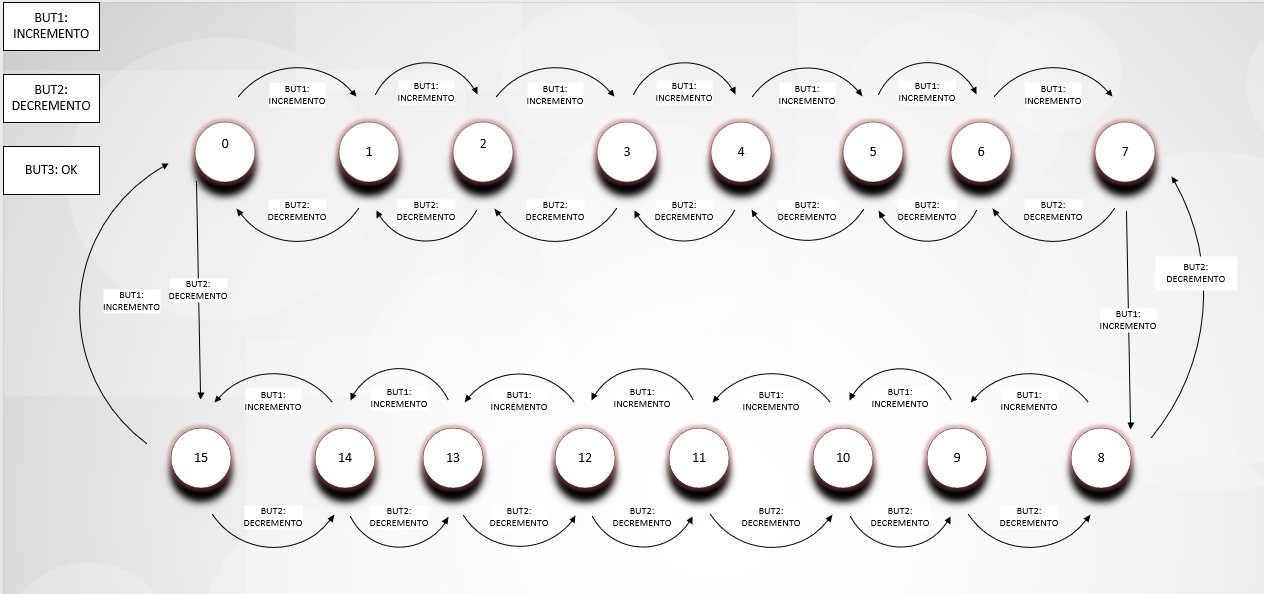 BUT1:
INCREMENTO
BUT2:
DECREMENTO
BUT3: OK
BUT1:
INCREMENTO
BUT1:
INCREMENTO
BUT1:
INCREMENTO
BUT1:
INCREMENTO
BUT1:
INCREMENTO
BUT1:
INCREMENTO
BUT1:
INCREMENTO
0
1
2
3
4
5
6
7
BUT2:
DECREMENTO
BUT2:
DECREMENTO
BUT2:
DECREMENTO
BUT2:
DECREMENTO
BUT2:
DECREMENTO
BUT2:
DECREMENTO
BUT2:
DECREMENTO
BUT1:
INCREMENTO
BUT2:
DECREMENTO
BUT1:
INCREMENTO
BUT2:
DECREMENTO
BUT1:
INCREMENTO
BUT1:
INCREMENTO
BUT1:
INCREMENTO
BUT1:
INCREMENTO
BUT1:
INCREMENTO
BUT1:
INCREMENTO
BUT1:
INCREMENTO
15
14
13
12
11
10
9
8
BUT2:
DECREMENTO
BUT2:
DECREMENTO
BUT2:
DECREMENTO
BUT2:
DECREMENTO
BUT2:
DECREMENTO
BUT2:
DECREMENTO
BUT2:
DECREMENTO